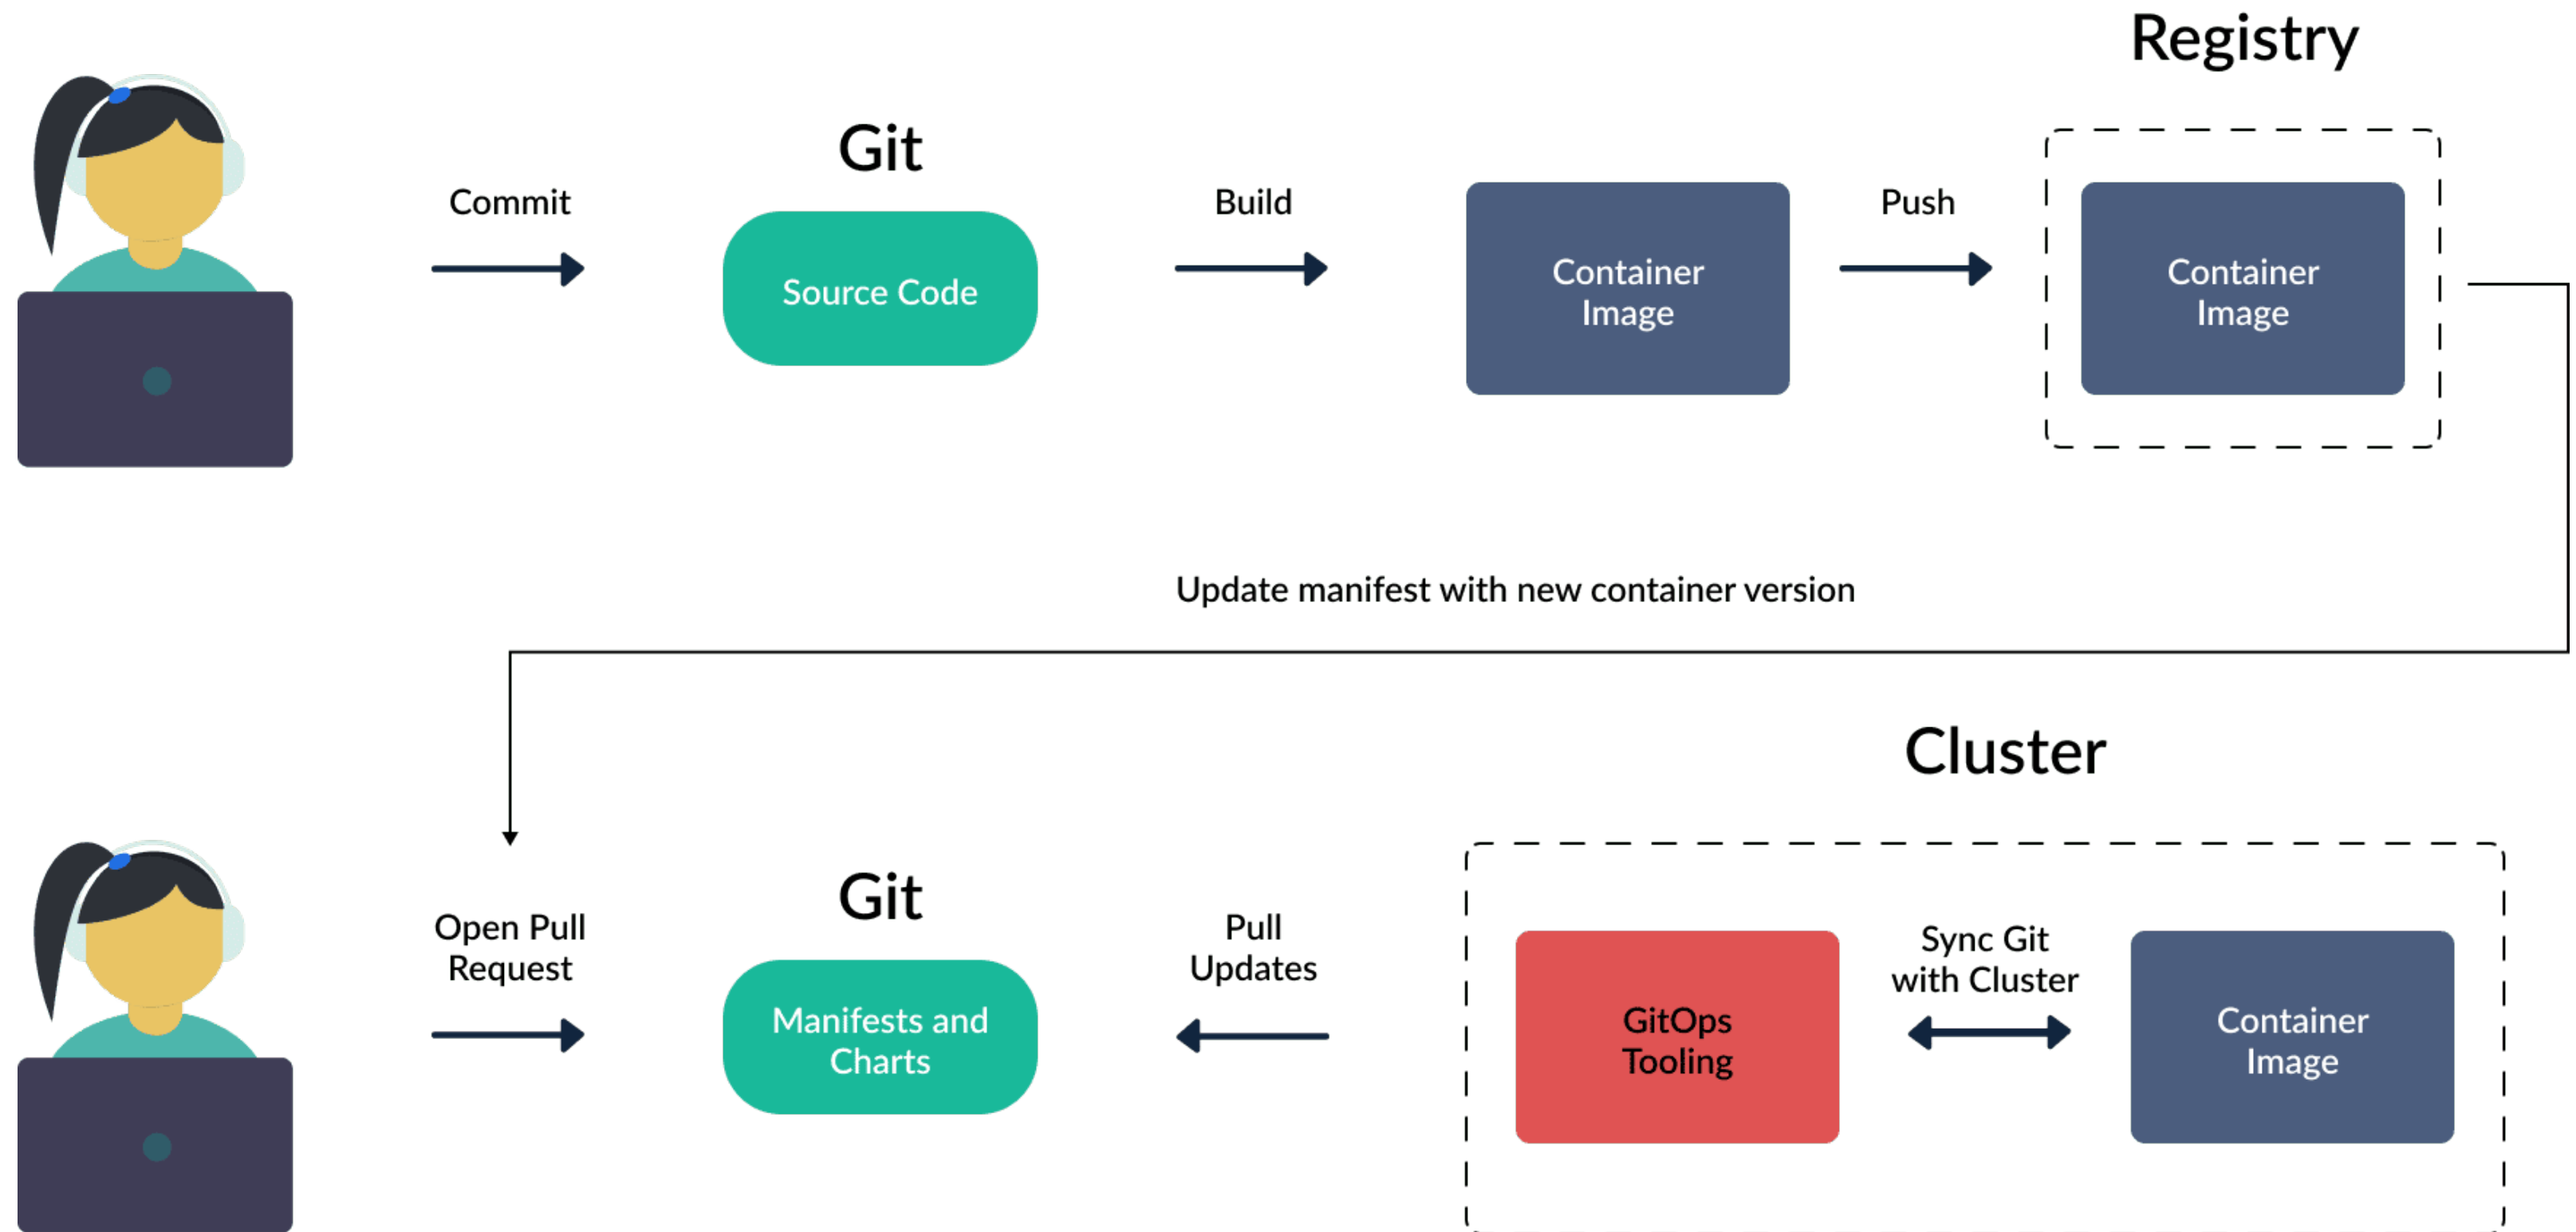 Registry
Git
Commit
Build
Push
Source Code
Container
Image
Container
Image
Update manifest with new container version
Cluster
Git
Open Pull
Request
Pull
Updates
Sync Git
with Cluster
Manifests and
Charts
GitOps
Tooling
Container
Image